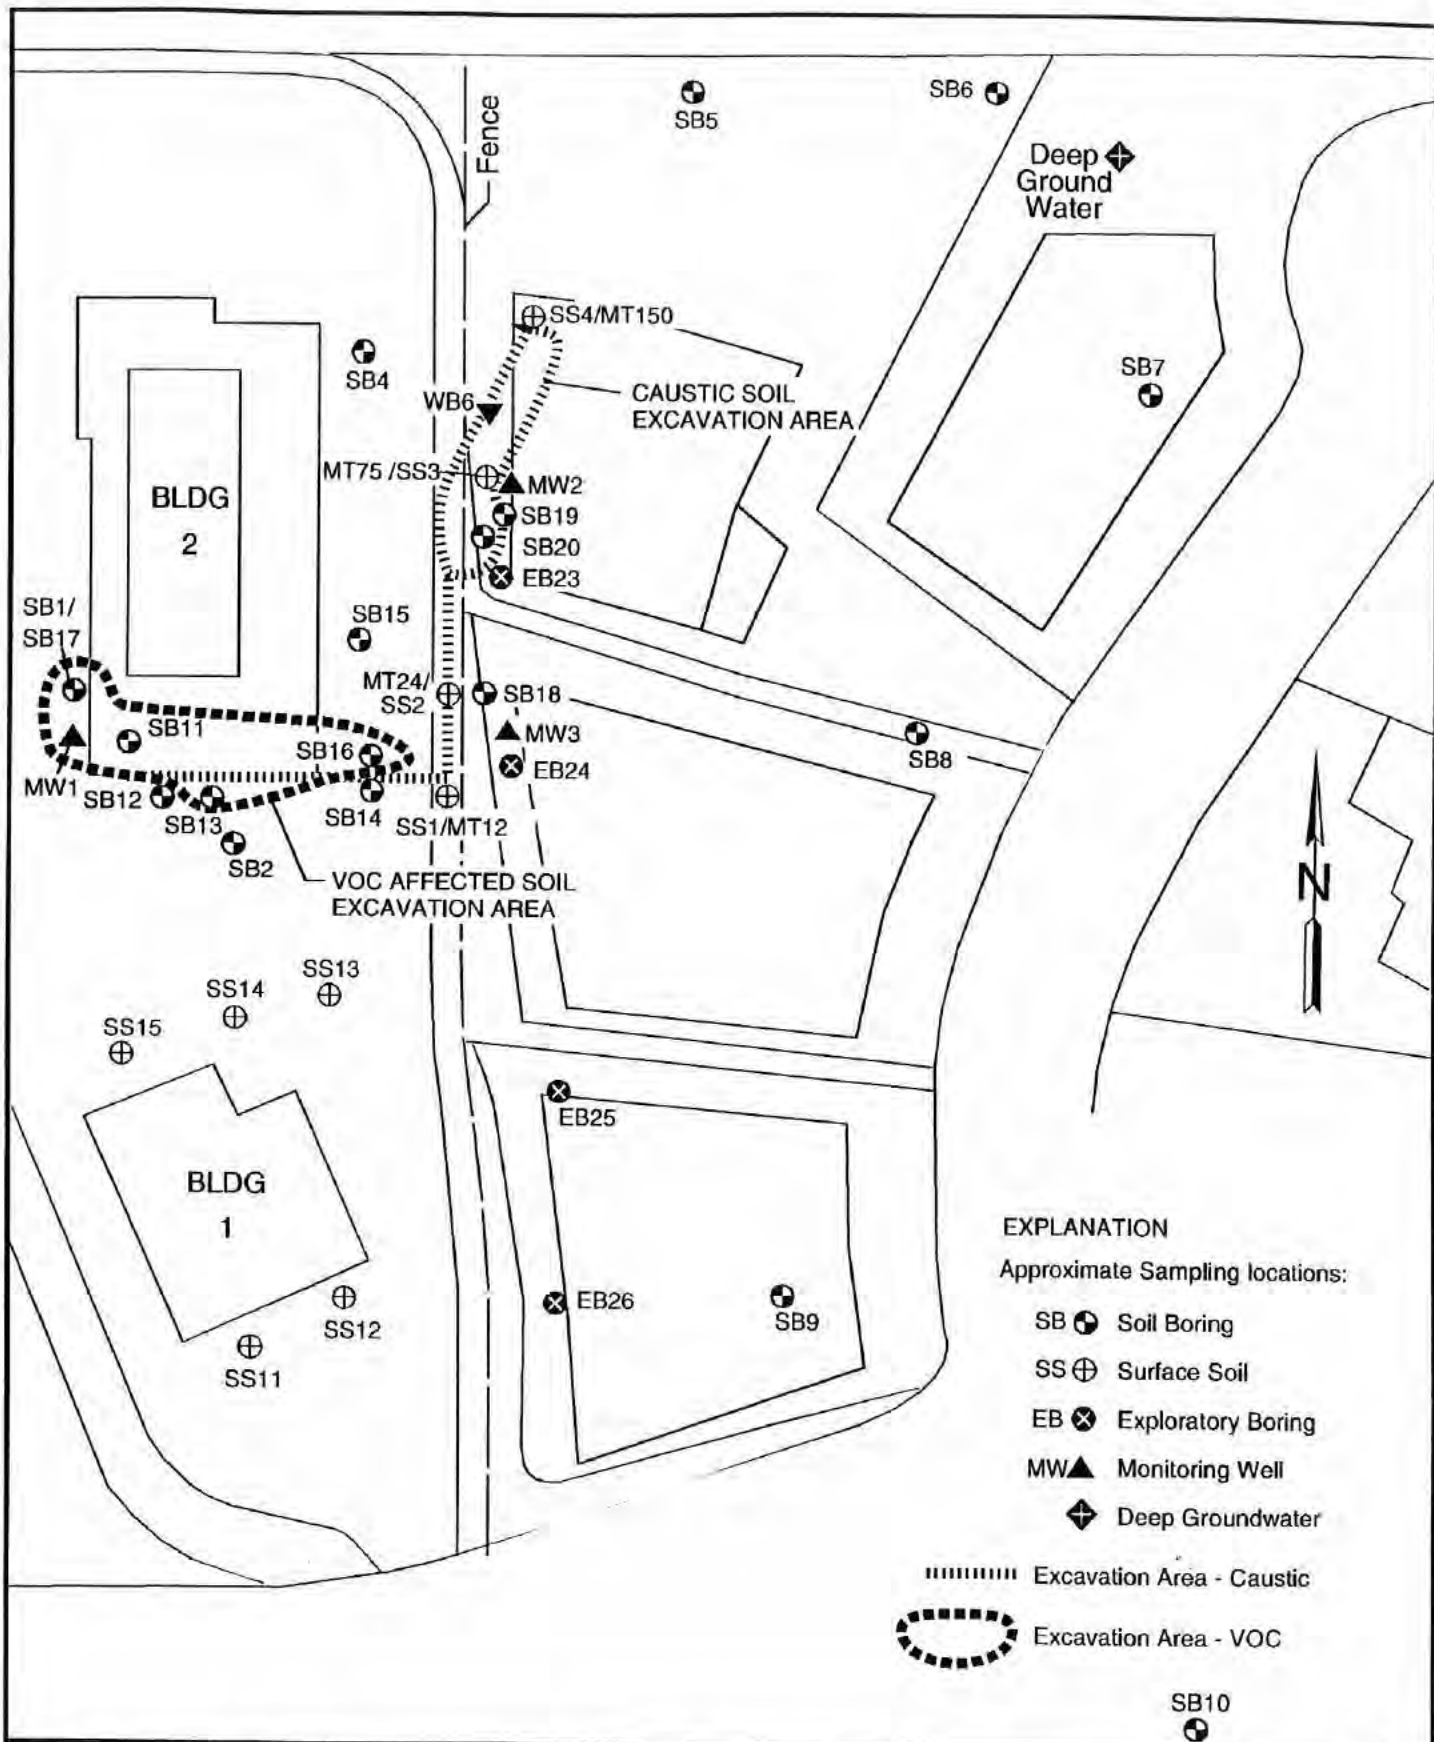 SB5
SB6
Fence
Deep
Ground
Water
SS4/MT150
SB4
SB7
WB6
CAUSTIC SOIL
EXCAVATION AREA
MT75 /SS3
MW2
BLDG
2
SB19
SB20
EB23
SB1/
SB17
SB15
MT24/
SS2
SB18
SB11
SB16
MW3
SB8
EB24
MW1
SB12
SB13
SB14
SS1/MT12
SB2
VOC AFFECTED SOIL
EXCAVATION AREA
N
SS13
SS14
SS15
EB25
BLDG
1
EB26
SB9
SS12
SS11
EXPLANATION
Approximate Sampling locations:
SB Soil Boring
SS Surface Soil
EB Exploratory Boring
MW Monitoring Well
Deep Groundwater
Excavation Area - Caustic
Excavation Area - VOC
SB10